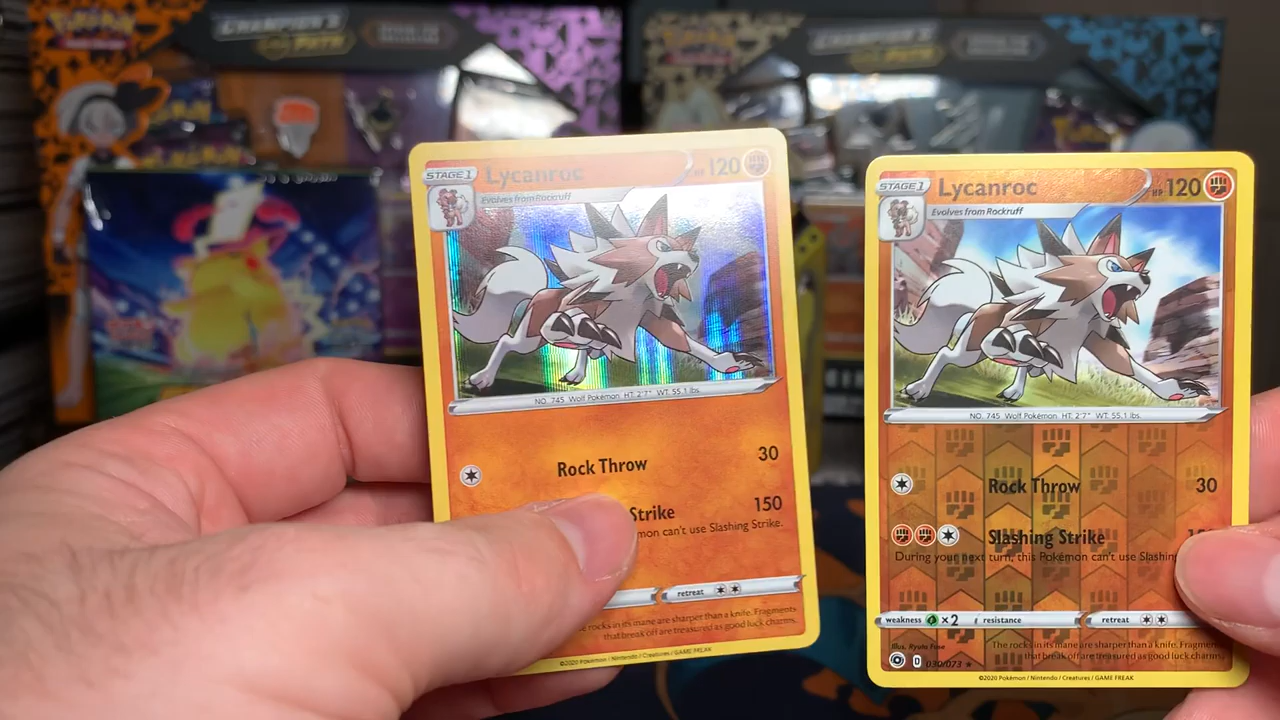 Pokémon
CHAMPION'S
PATH
CHAMPION'S
PATH
STAGE 1
Lycanroc
HP 120
Evolves from Rockruff
NO. 745 Wolf Pokémon HT: 2'7" WT: 55.1 lbs.
Rock Throw 30
Strike 150
mon can't use Slashing Strike.
retreat
rocks in its mane are sharper than a knife. Fragments
that break off are treasured as good luck charms.
©2020 Pokémon / Nintendo / Creatures / GAME FREAK
STAGE 1
Lycanroc
HP 120
Evolves from Rockruff
NO. 745 Wolf Pokémon HT: 2'7" WT: 55.1 lbs.
Rock Throw 30
Slashing Strike
During your next turn, this Pokémon can't use Slashing
weakness ×2 resistance retreat
Illus. Ryuta Fuse
The rocks in its mane are sharper than a knife. Fragments
that break off are treasured as good luck charms.
D 030/073 ★
©2020 Pokémon / Nintendo / Creatures / GAME FREAK